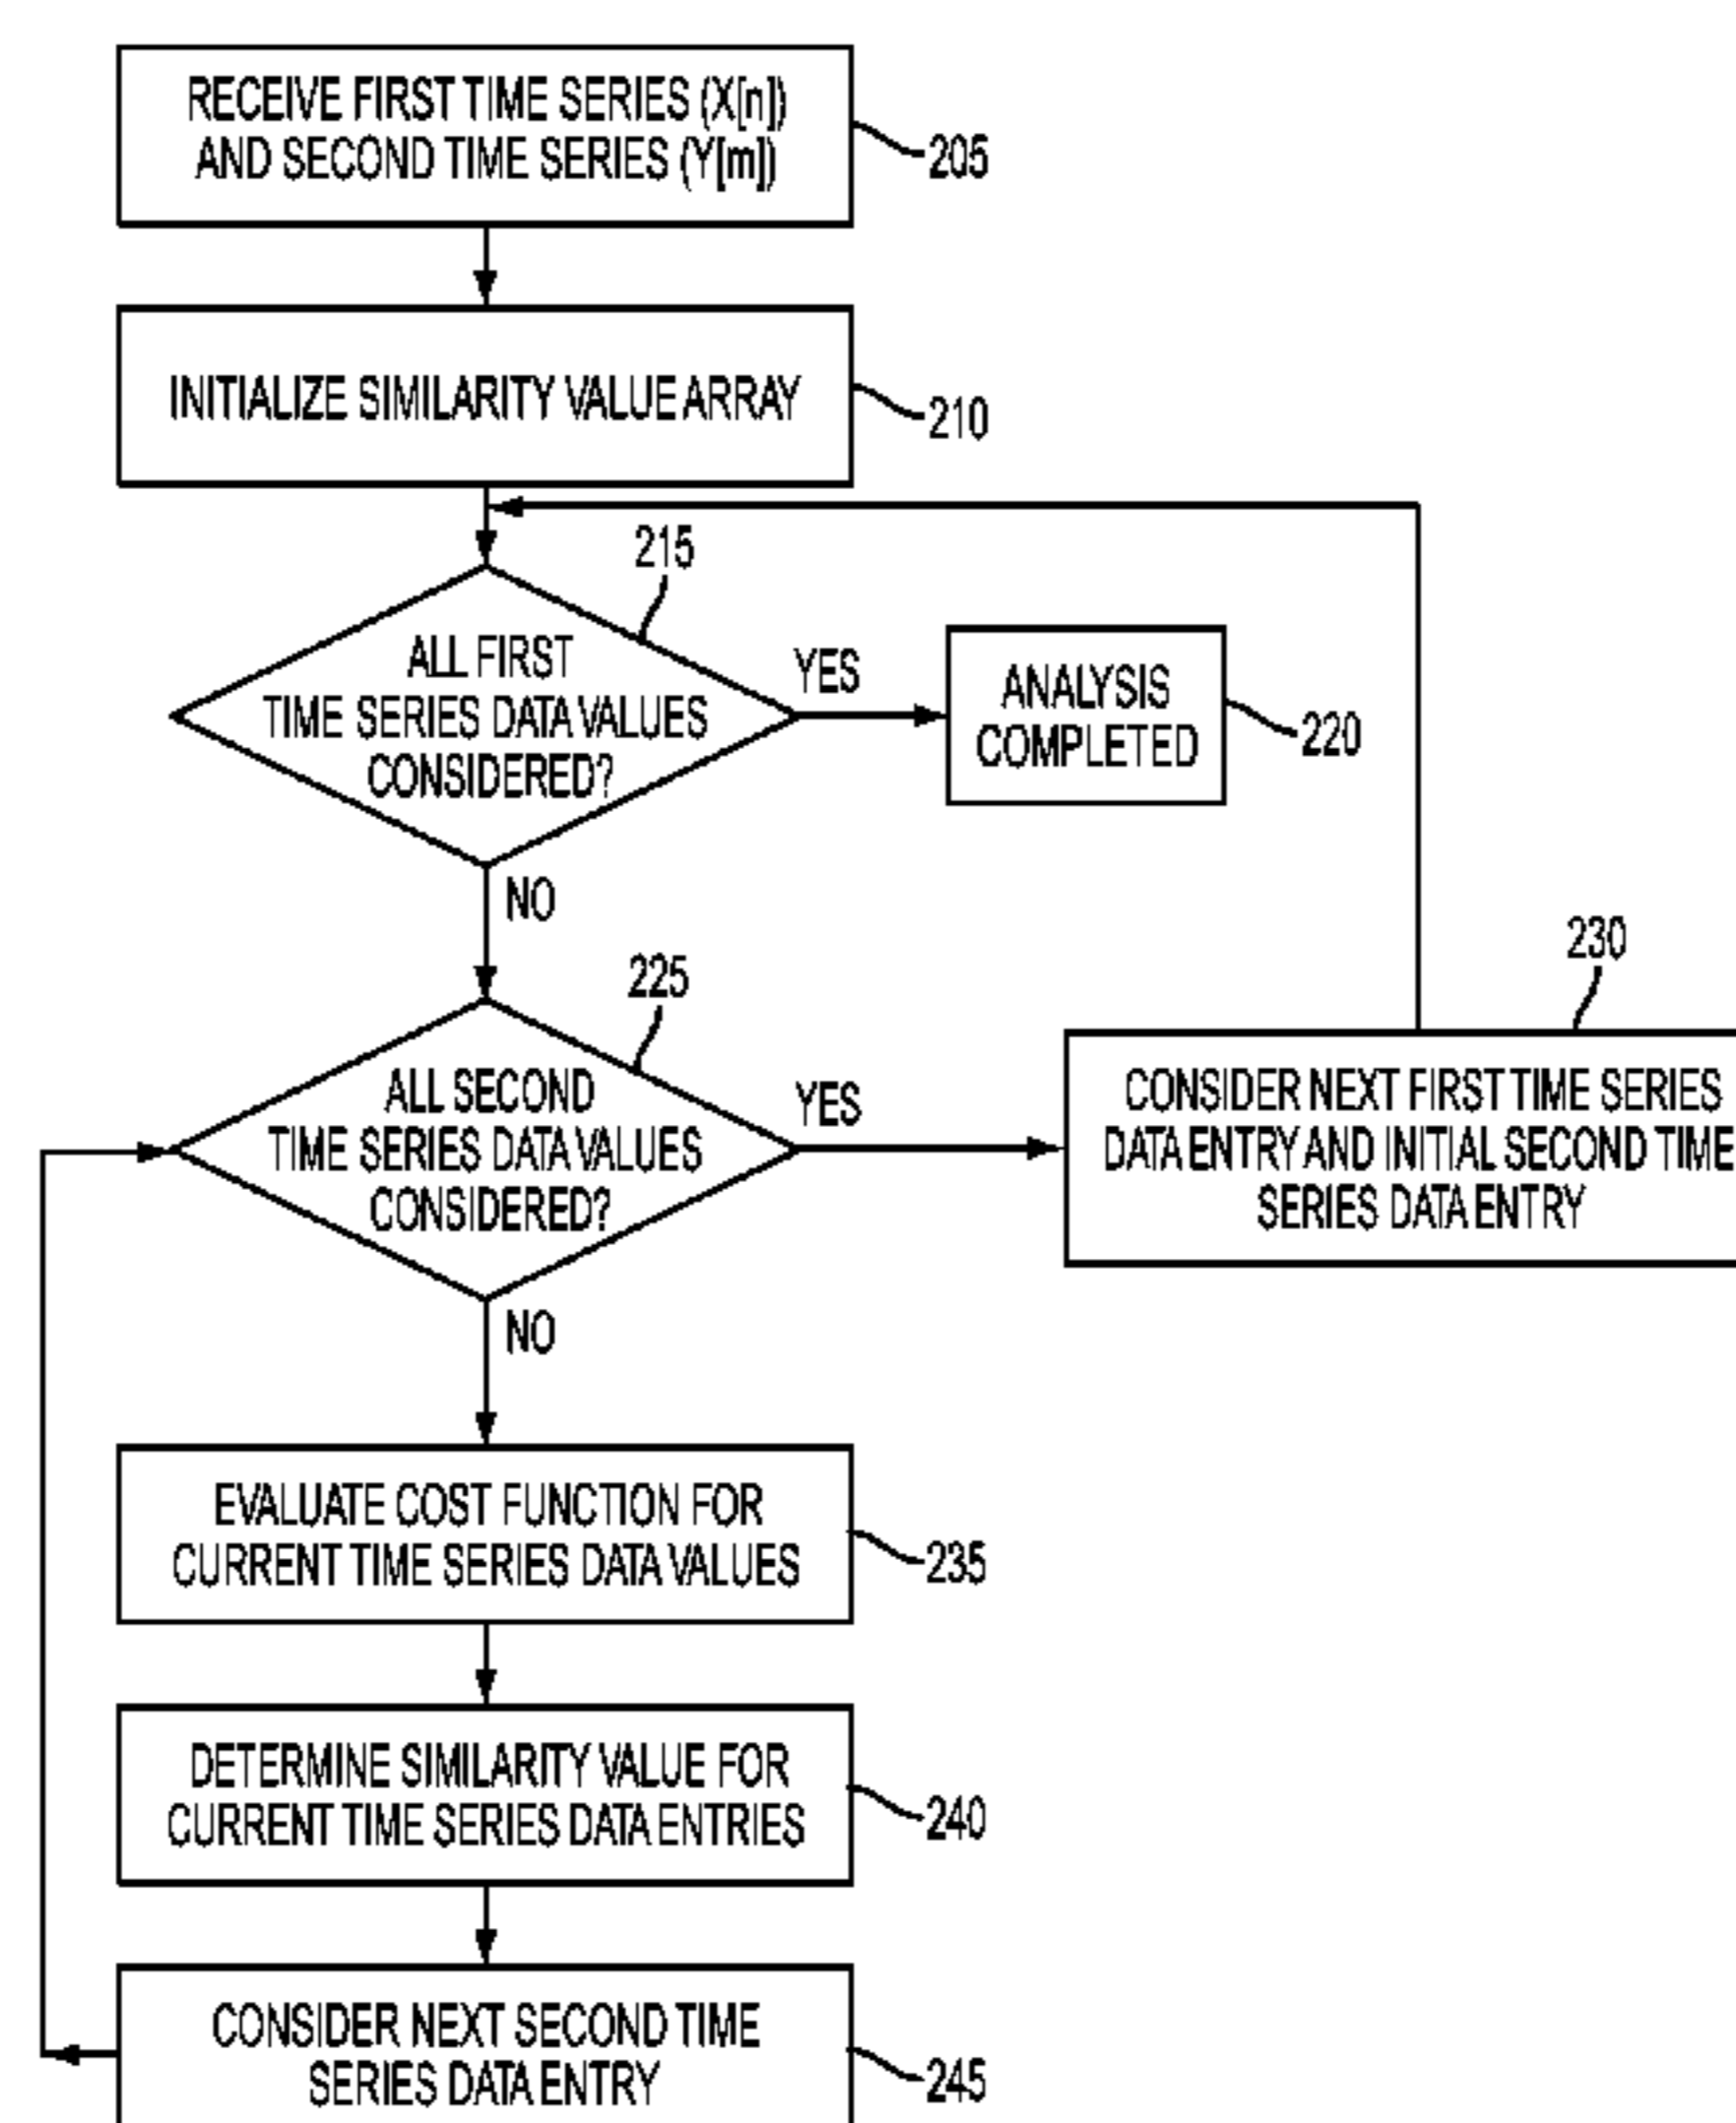 RECEIVE FIRST TIME SERIES (X[n])
AND SECOND TIME SERIES (Y[m])
205
INITIALIZE SIMILARITY VALUE ARRAY
210
215
ALL FIRST
TIME SERIES DATA VALUES
CONSIDERED?
YES
ANALYSIS
COMPLETED
220
NO
225
ALL SECOND
TIME SERIES DATA VALUES
CONSIDERED?
YES
230
CONSIDER NEXT FIRST TIME SERIES
DATA ENTRY AND INITIAL SECOND TIME
SERIES DATA ENTRY
NO
EVALUATE COST FUNCTION FOR
CURRENT TIME SERIES DATA VALUES
235
DETERMINE SIMILARITY VALUE FOR
CURRENT TIME SERIES DATA ENTRIES
240
CONSIDER NEXT SECOND TIME
SERIES DATA ENTRY
245